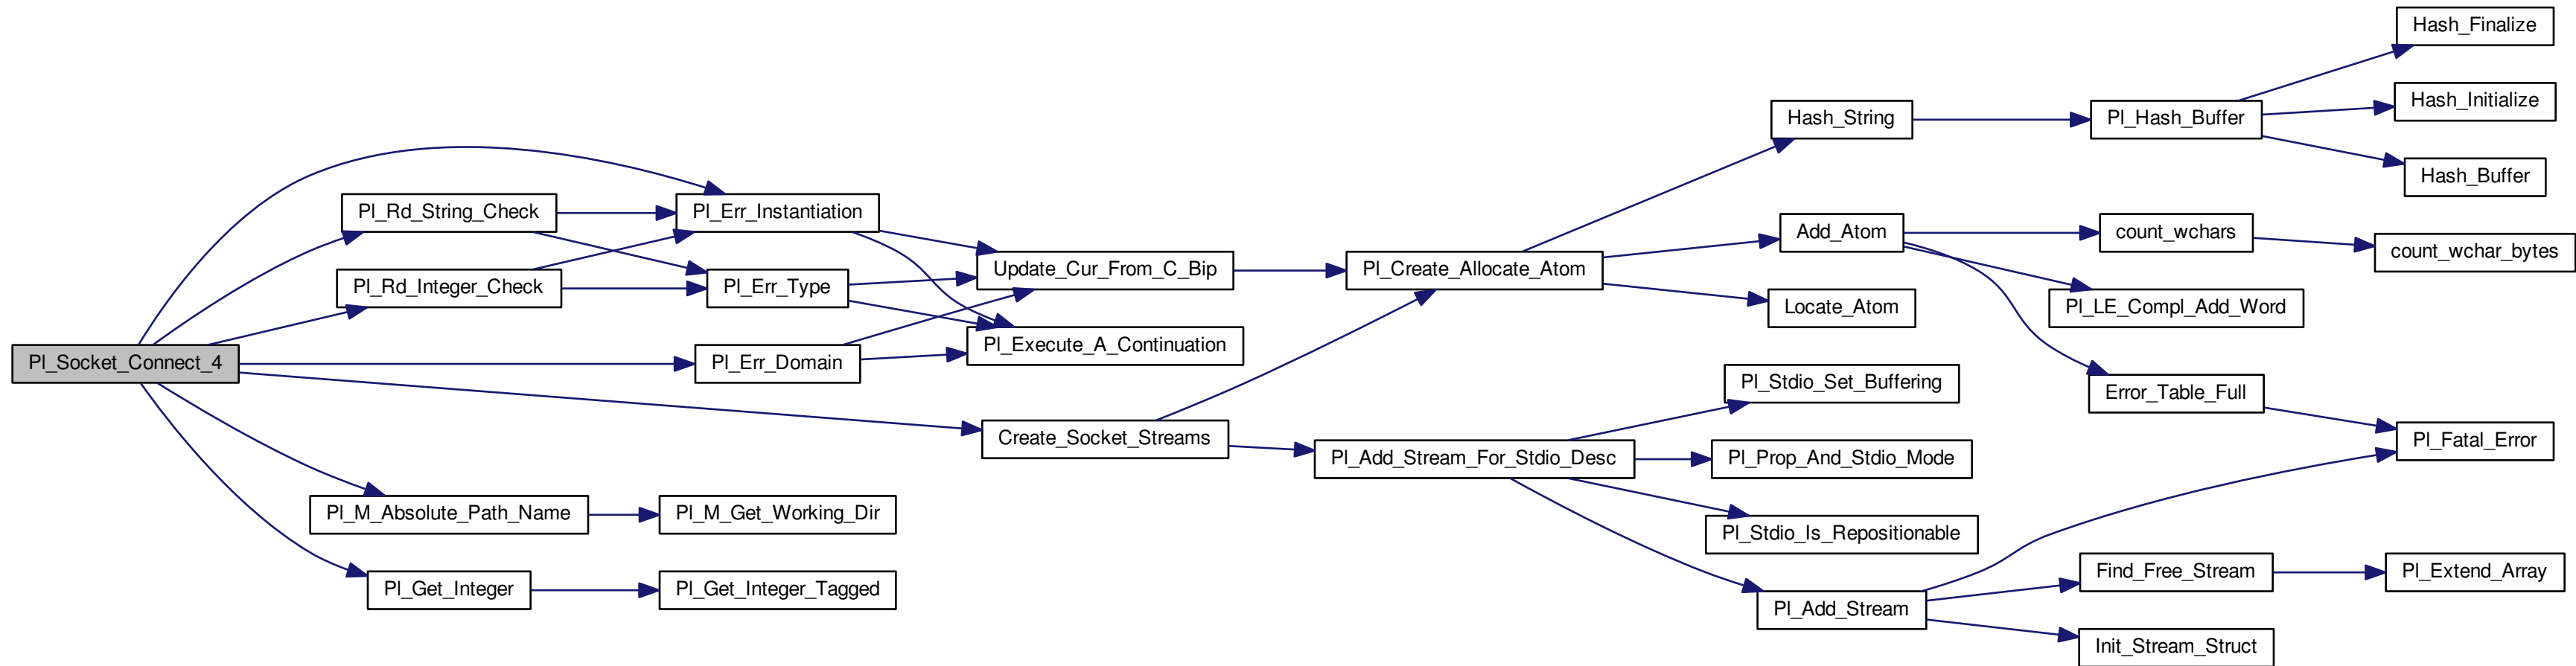 Pl_Socket_Connect_4
Pl_Rd_String_Check
Pl_Rd_Integer_Check
Pl_M_Absolute_Path_Name
Pl_Get_Integer
Pl_Err_Instantiation
Pl_Err_Type
Pl_Err_Domain
Pl_M_Get_Working_Dir
Pl_Get_Integer_Tagged
Update_Cur_From_C_Bip
Pl_Execute_A_Continuation
Create_Socket_Streams
Pl_Create_Allocate_Atom
Pl_Add_Stream_For_Stdio_Desc
Hash_String
Add_Atom
Locate_Atom
Pl_Stdio_Set_Buffering
Pl_Prop_And_Stdio_Mode
Pl_Stdio_Is_Repositionable
Pl_Add_Stream
Pl_Hash_Buffer
count_wchars
Pl_LE_Compl_Add_Word
Error_Table_Full
Find_Free_Stream
Init_Stream_Struct
Hash_Finalize
Hash_Initialize
Hash_Buffer
count_wchar_bytes
Pl_Fatal_Error
Pl_Extend_Array